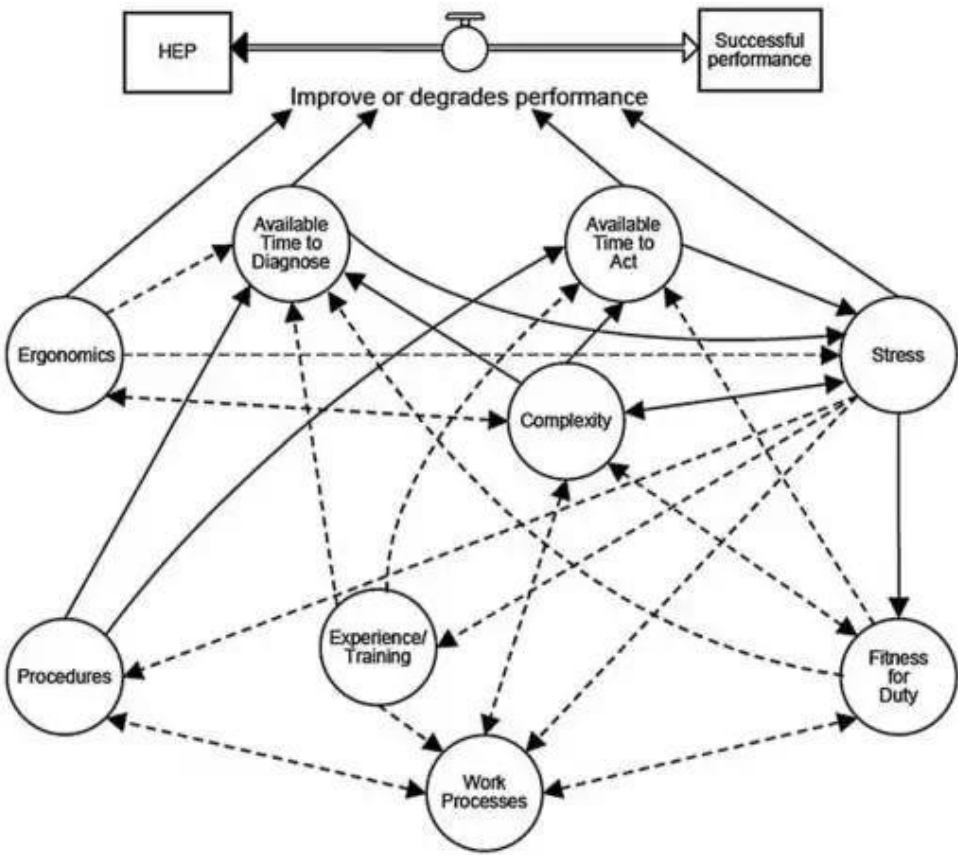 HEP
Successful
performance
Improve or degrades performance
Available
Time to
Diagnose
Available
Time to
Act
Ergonomics
Stress
Complexity
Procedures
Experience/
Training
Fitness
for
Duty
Work
Processes